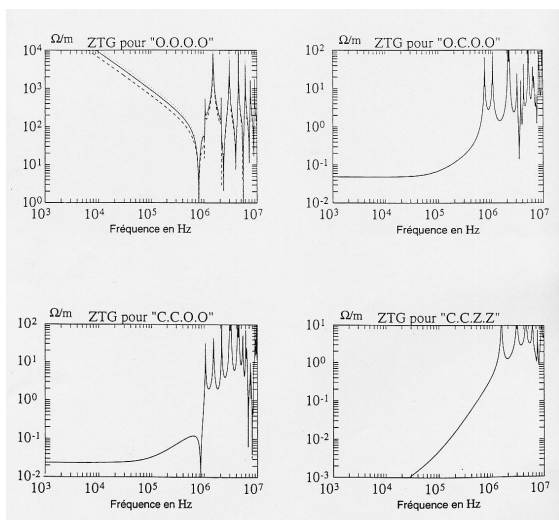 Ω/m ZTG pour "O.O.O.O"
10^4
10^3
10^2
10^1
10^0
10^3 10^4 10^5 10^6 10^7
Fréquence en Hz
Ω/m ZTG pour "O.C.O.O"
10^2
10^1
10^0
10^-1
10^-2
10^3 10^4 10^5 10^6 10^7
Fréquence en Hz
Ω/m ZTG pour "C.C.O.O"
10^2
10^1
10^0
10^-1
10^-2
10^3 10^4 10^5 10^6 10^7
Fréquence en Hz
Ω/m ZTG pour "C.C.Z.Z"
10^1
10^0
10^-1
10^-2
10^-3
10^3 10^4 10^5 10^6 10^7
Fréquence en Hz